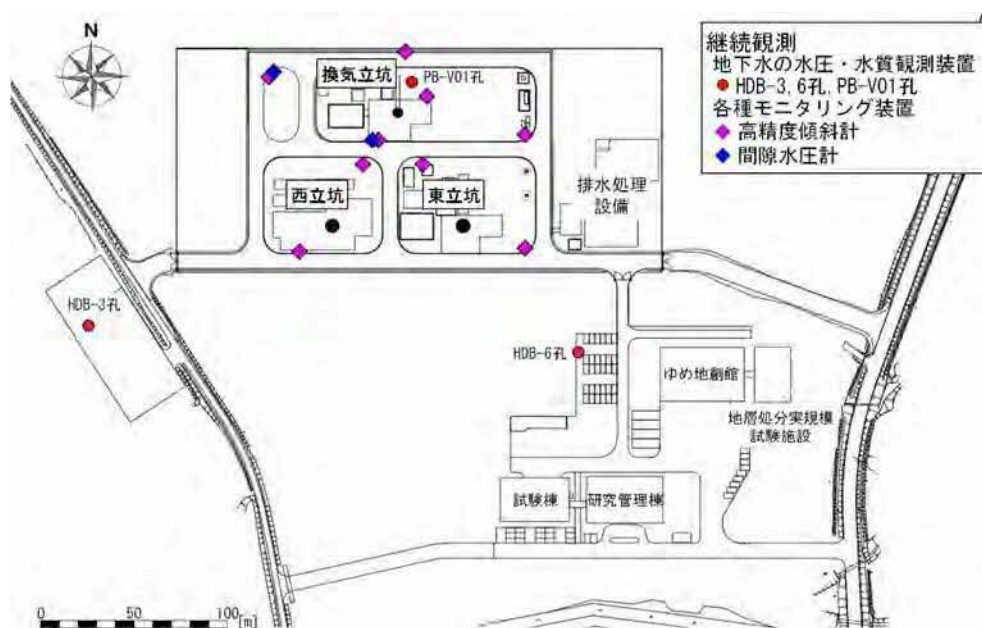 N
継続観測
地下水の水圧・水質観測装置
HDB-3, 6孔, PB-V01孔
各種モニタリング装置
高精度傾斜計
間隙水圧計
換気立坑
PB-V01孔
西立坑
東立坑
排水処理
設備
HDB-3孔
HDB-6孔
ゆめ地創館
地層処分実規模
試験施設
試験棟
研究管理棟
0 50 100 [m]